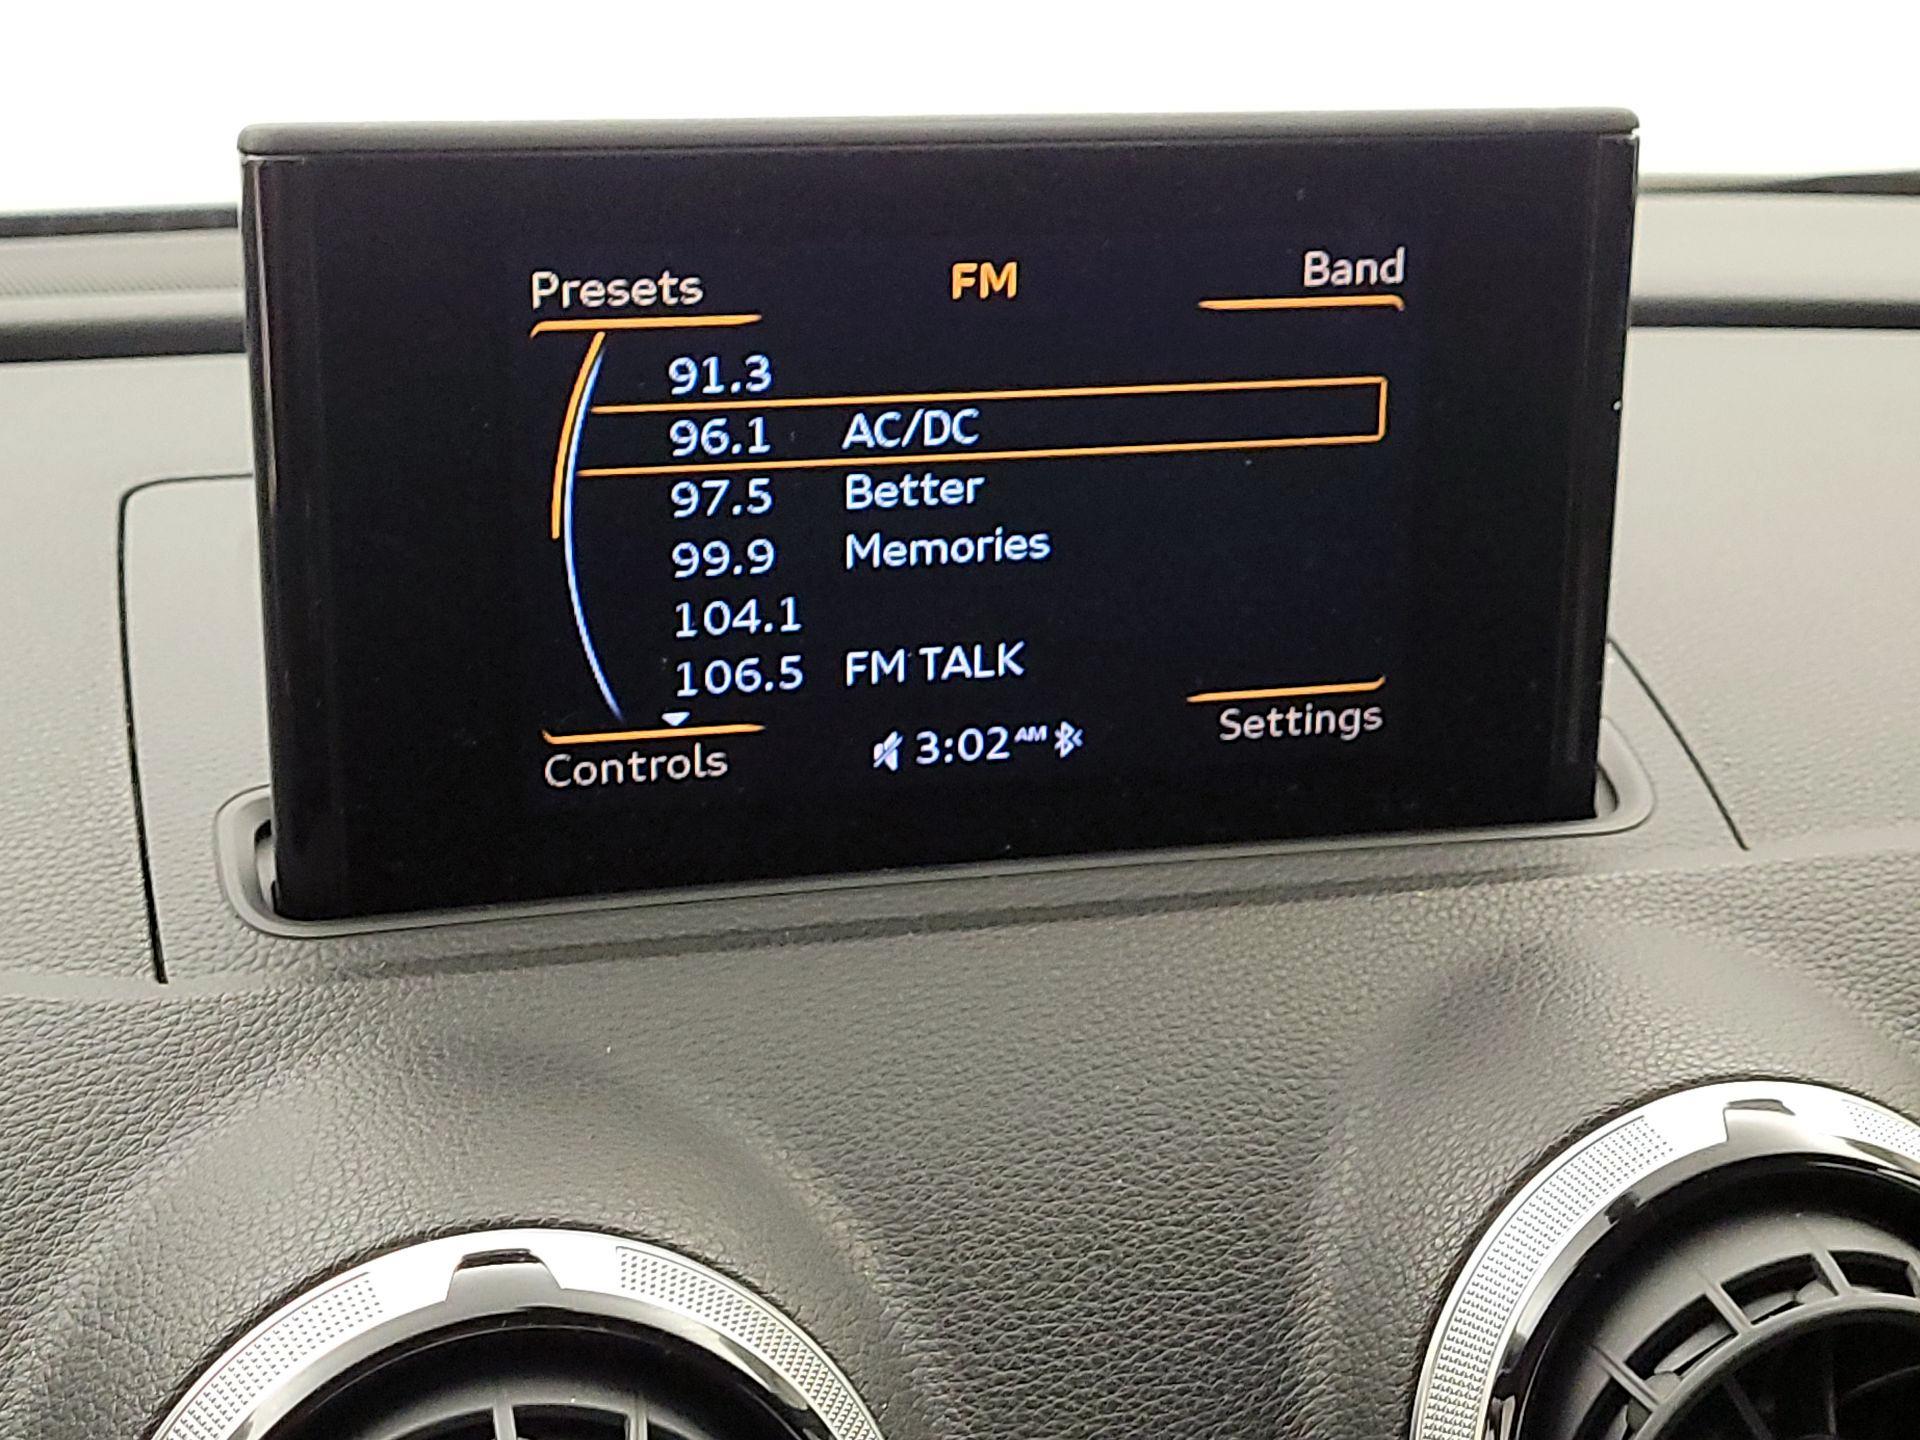 Presets FM Band
91.3
96.1 AC/DC
97.5 Better
99.9 Memories
104.1
106.5 FM TALK
Controls 3:02 AM Settings